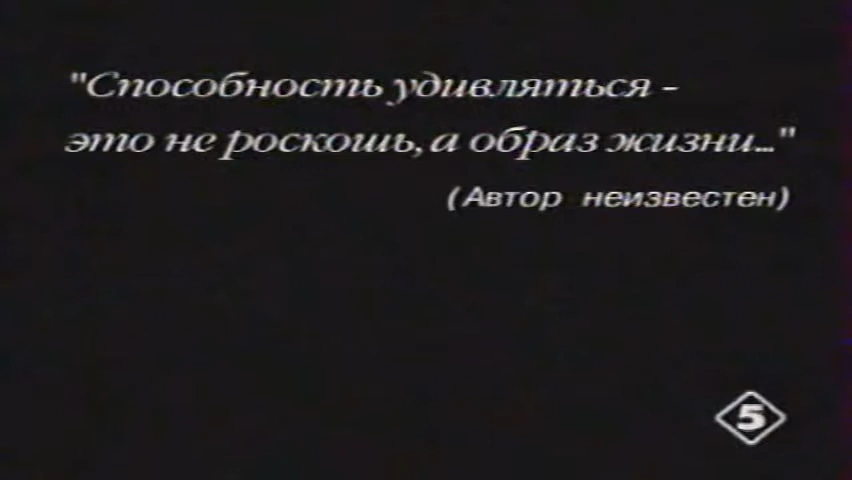 "Способность удивляться -
это не роскошь, а образ жизни..."
(Автор неизвестен)
5